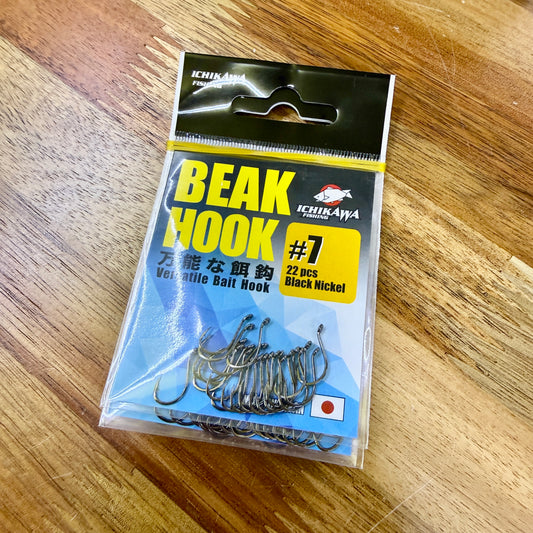 ICHIKAWA
FISHING
BEAK
HOOK
ICHIKAWA
FISHING
#7
22 pcs
Black Nickel
万能な餌鈎
Versatile Bait Hook